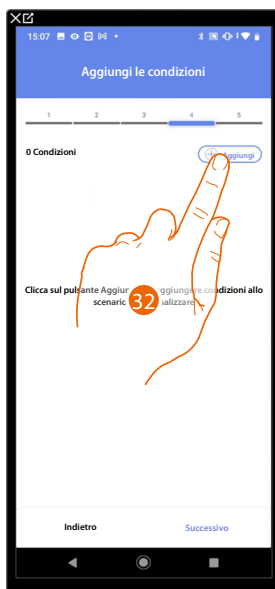 15:07
Aggiungi le condizioni
1 2 3 4 5
0 Condizioni
Aggiungi
Clicca sul pulsante Aggiun ggiungere condizioni allo
scenario ualizzare
32
Indietro
Successivo